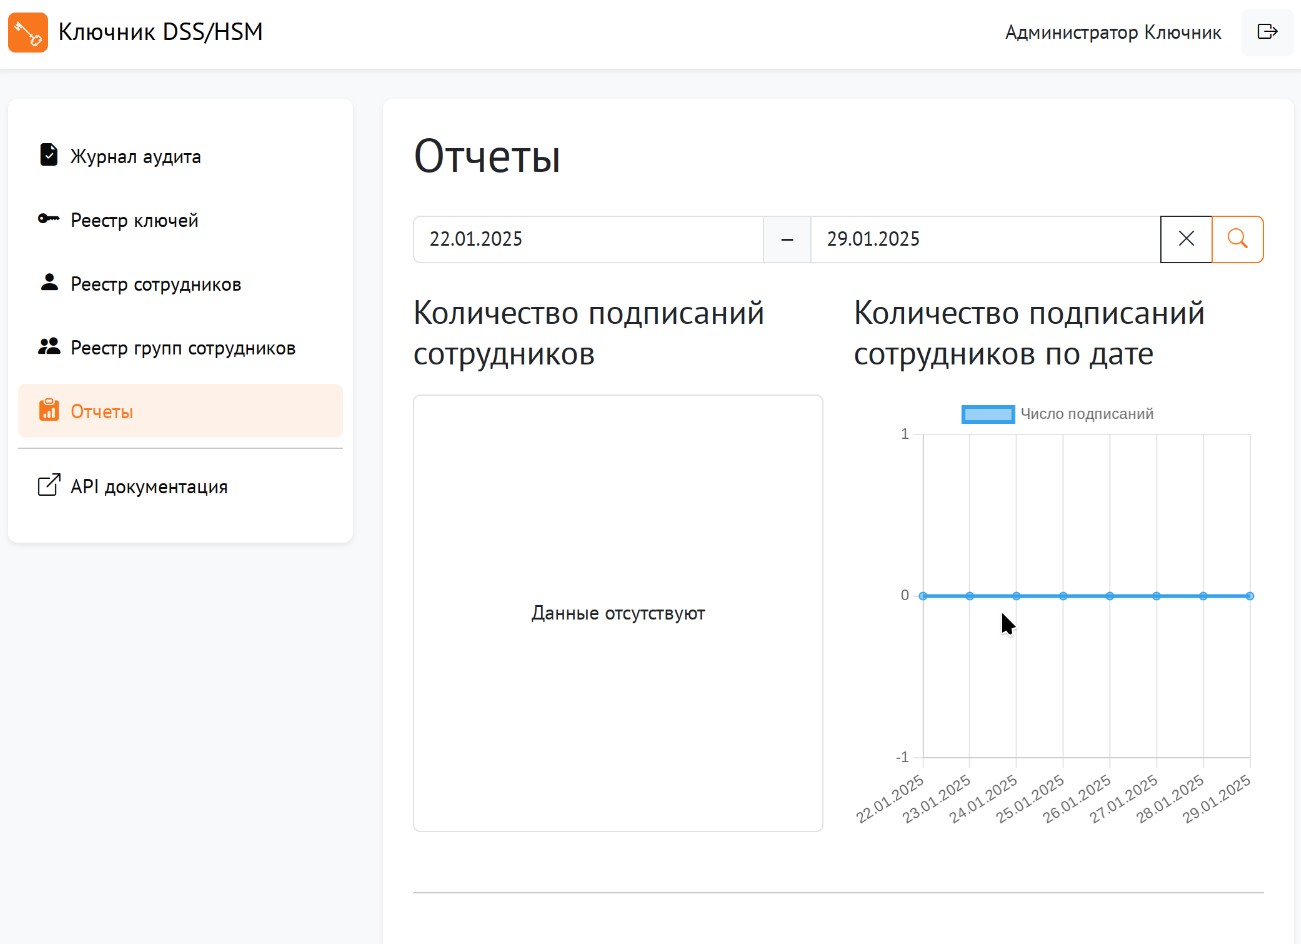 Ключник DSS/HSM
Администратор Ключник
Журнал аудита
Реестр ключей
Реестр сотрудников
Реестр групп сотрудников
Отчеты
API документация
Отчеты
22.01.2025
–
29.01.2025
Количество подписаний
сотрудников
Данные отсутствуют
Количество подписаний
сотрудников по дате
Число подписаний
1
0
-1
22.01.2025
23.01.2025
24.01.2025
25.01.2025
26.01.2025
27.01.2025
28.01.2025
29.01.2025